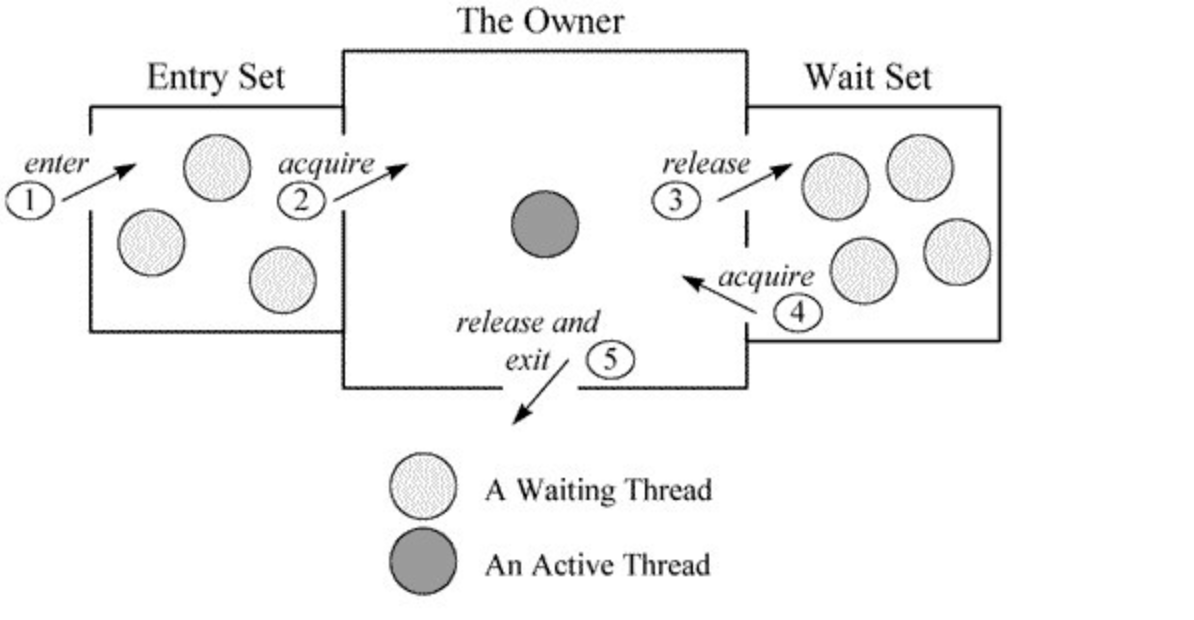 The Owner
Entry Set
Wait Set
enter
1
acquire
2
release
3
acquire
4
release and
exit
5
A Waiting Thread
An Active Thread